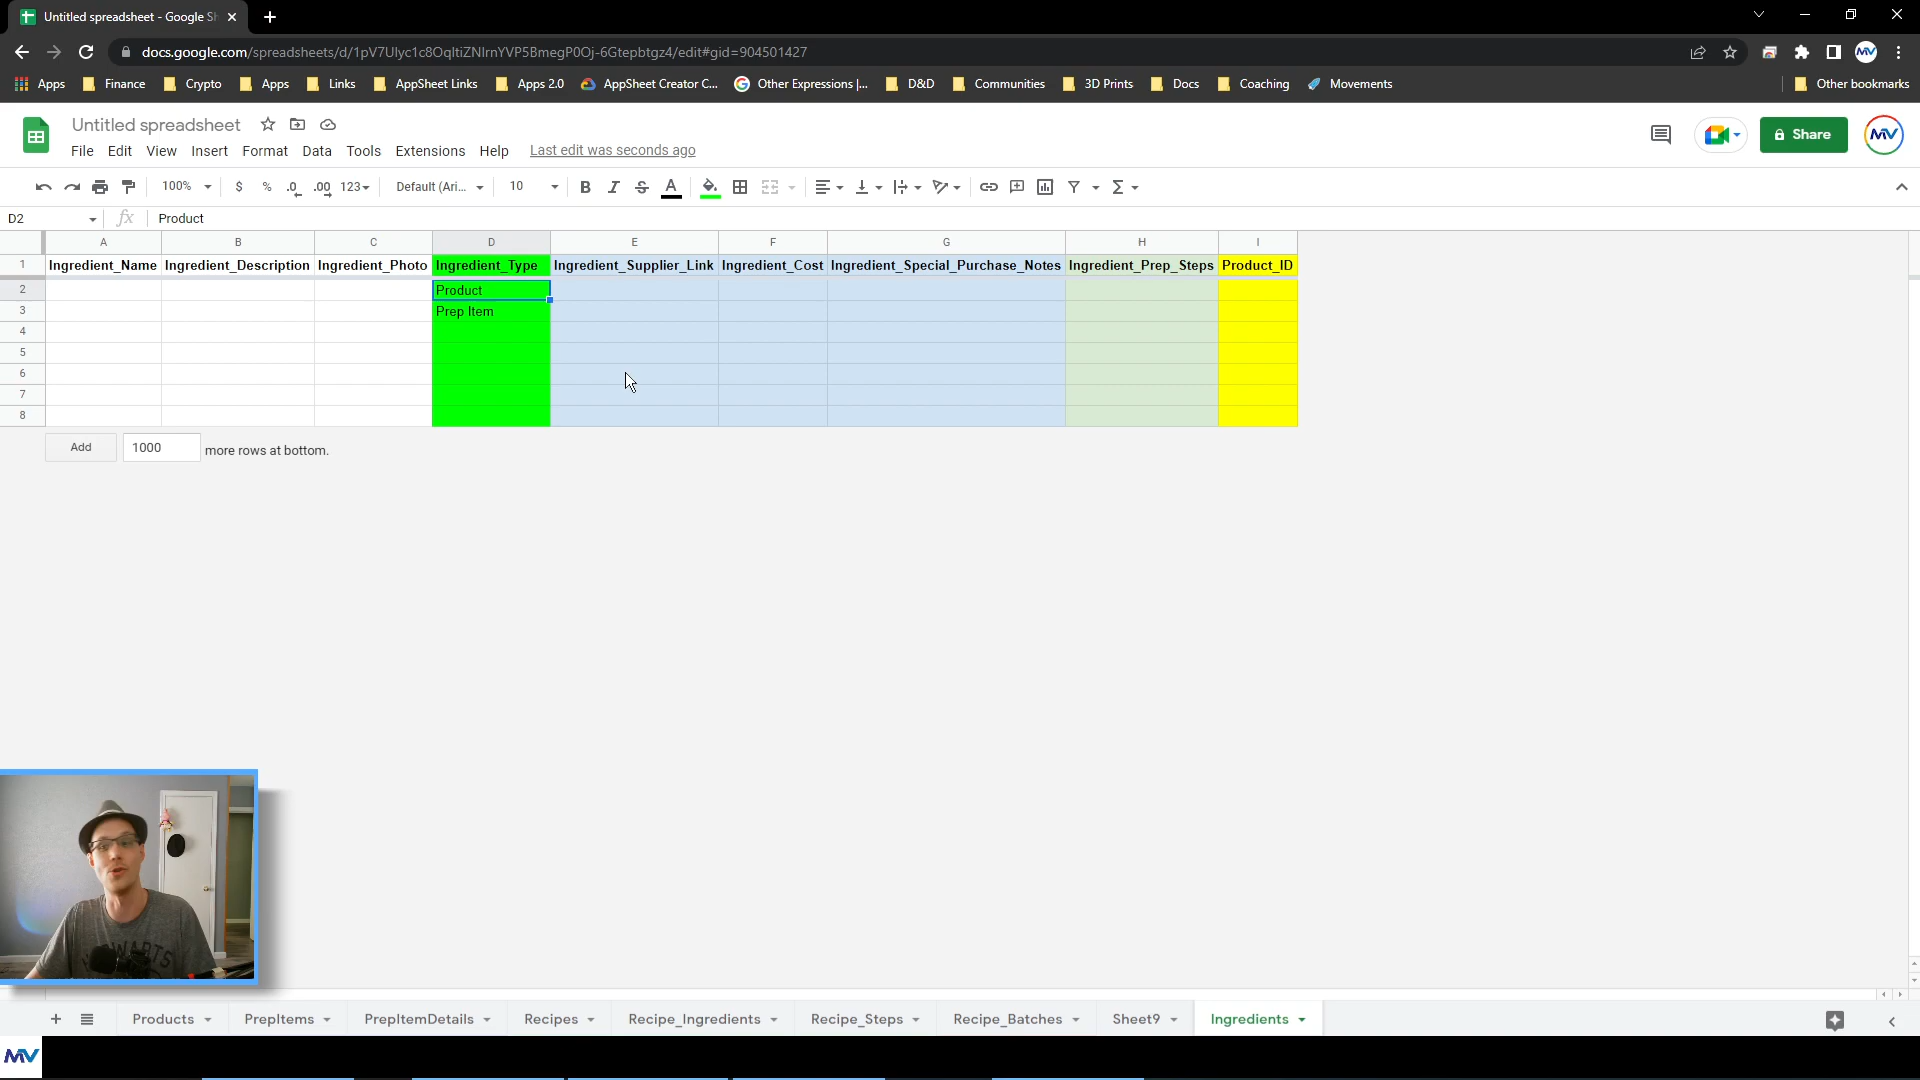 Untitled spreadsheet - Google Sh
docs.google.com/spreadsheets/d/1pV7Ulyc1c8OqltiZNlrnYVP5BmegP0Oj-6Gtepbtgz4/edit#gid=904501427
MV
Apps Finance Crypto Apps Links AppSheet Links Apps 2.0 AppSheet Creator C... Other Expressions |... D&D Communities 3D Prints Docs Coaching Movements Other bookmarks
Untitled spreadsheet
File Edit View Insert Format Data Tools Extensions Help Last edit was seconds ago
Share
MV
100% $ % .0 .00 123 Default (Ari... 10 B I S A
D2 fx Product
A B C D E F G H I
1 Ingredient_Name Ingredient_Description Ingredient_Photo Ingredient_Type Ingredient_Supplier_Link Ingredient_Cost Ingredient_Special_Purchase_Notes Ingredient_Prep_Steps Product_ID
2 Product
3 Prep Item
4
5
6
7
8
Add 1000 more rows at bottom.
Products PrepItems PrepItemDetails Recipes Recipe_Ingredients Recipe_Steps Recipe_Batches Sheet9 Ingredients
MV